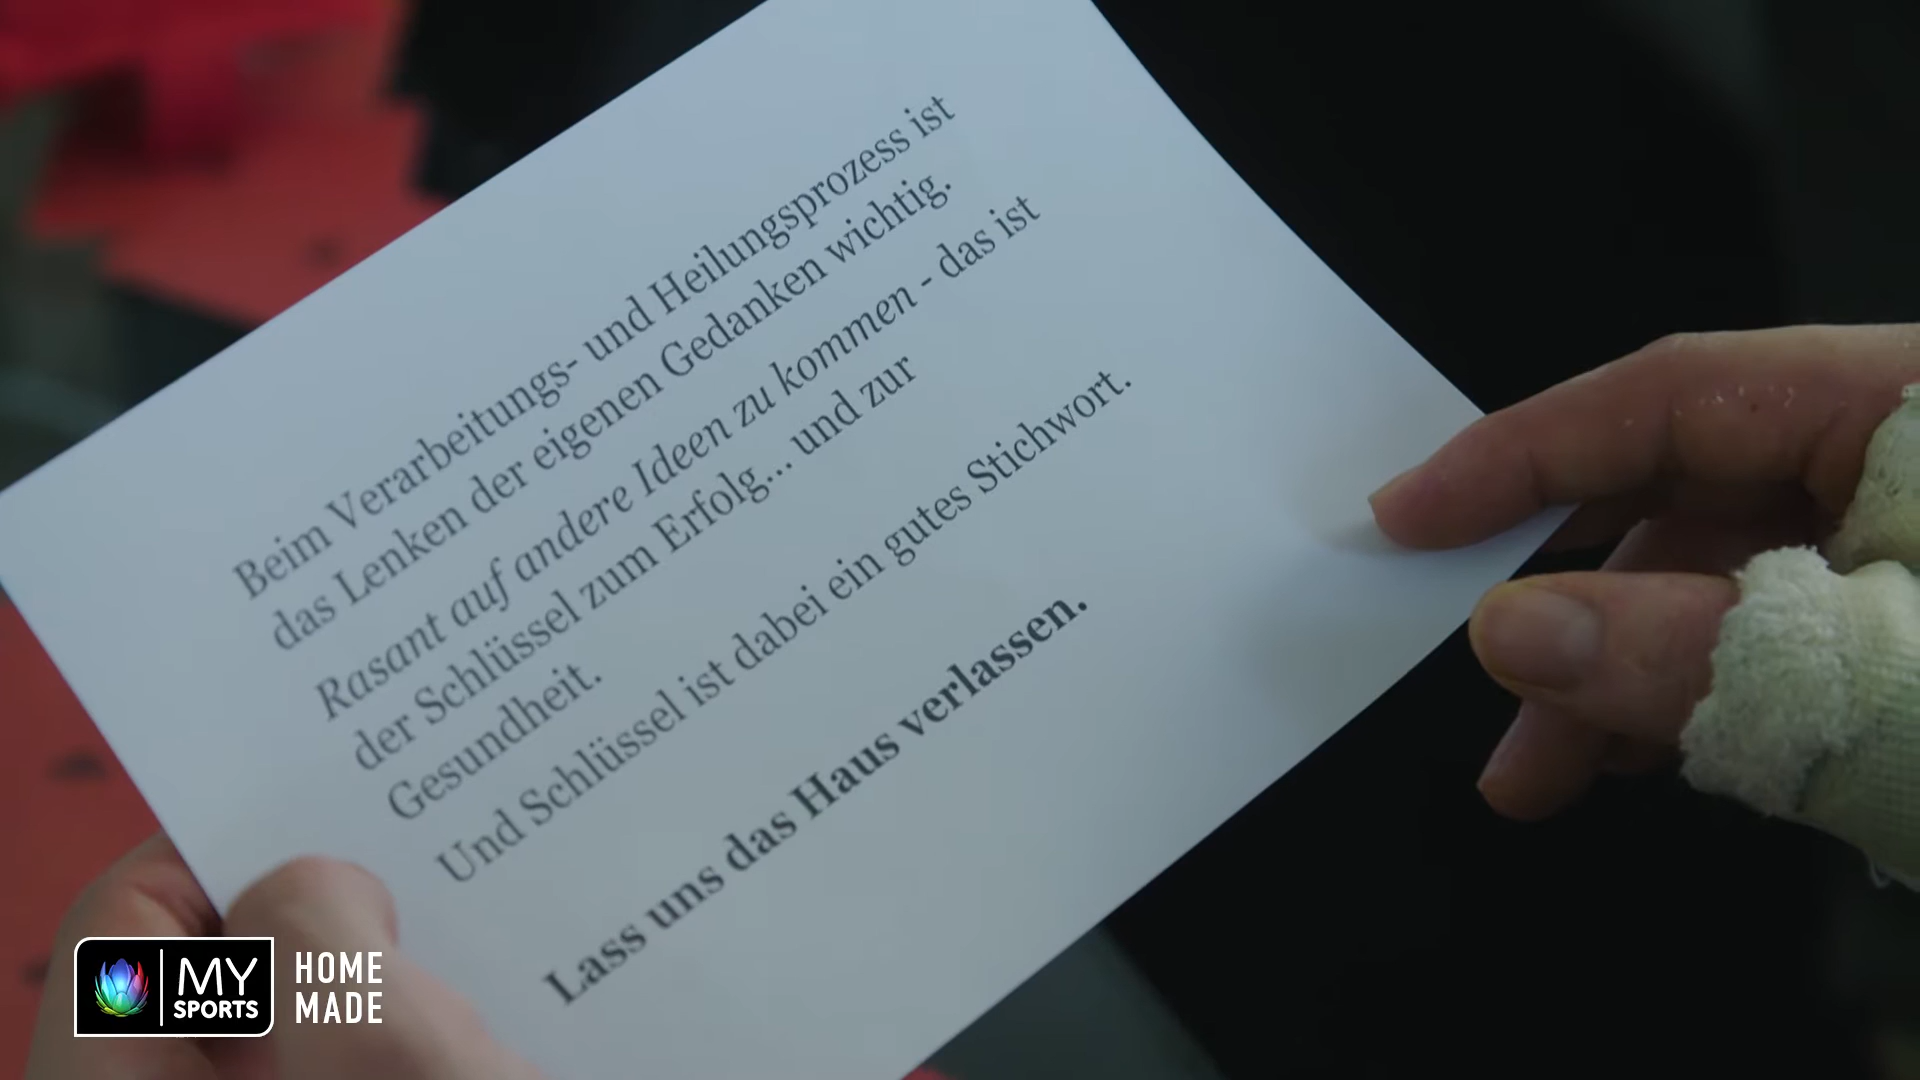 Beim Verarbeitungs- und Heilungsprozess ist
das Lenken der eigenen Gedanken wichtig.
Rasant auf andere Ideen zu kommen - das ist
der Schlüssel zum Erfolg... und zur
Gesundheit.
Und Schlüssel ist dabei ein gutes Stichwort.
Lass uns das Haus verlassen.
MY
SPORTS
HOME
MADE